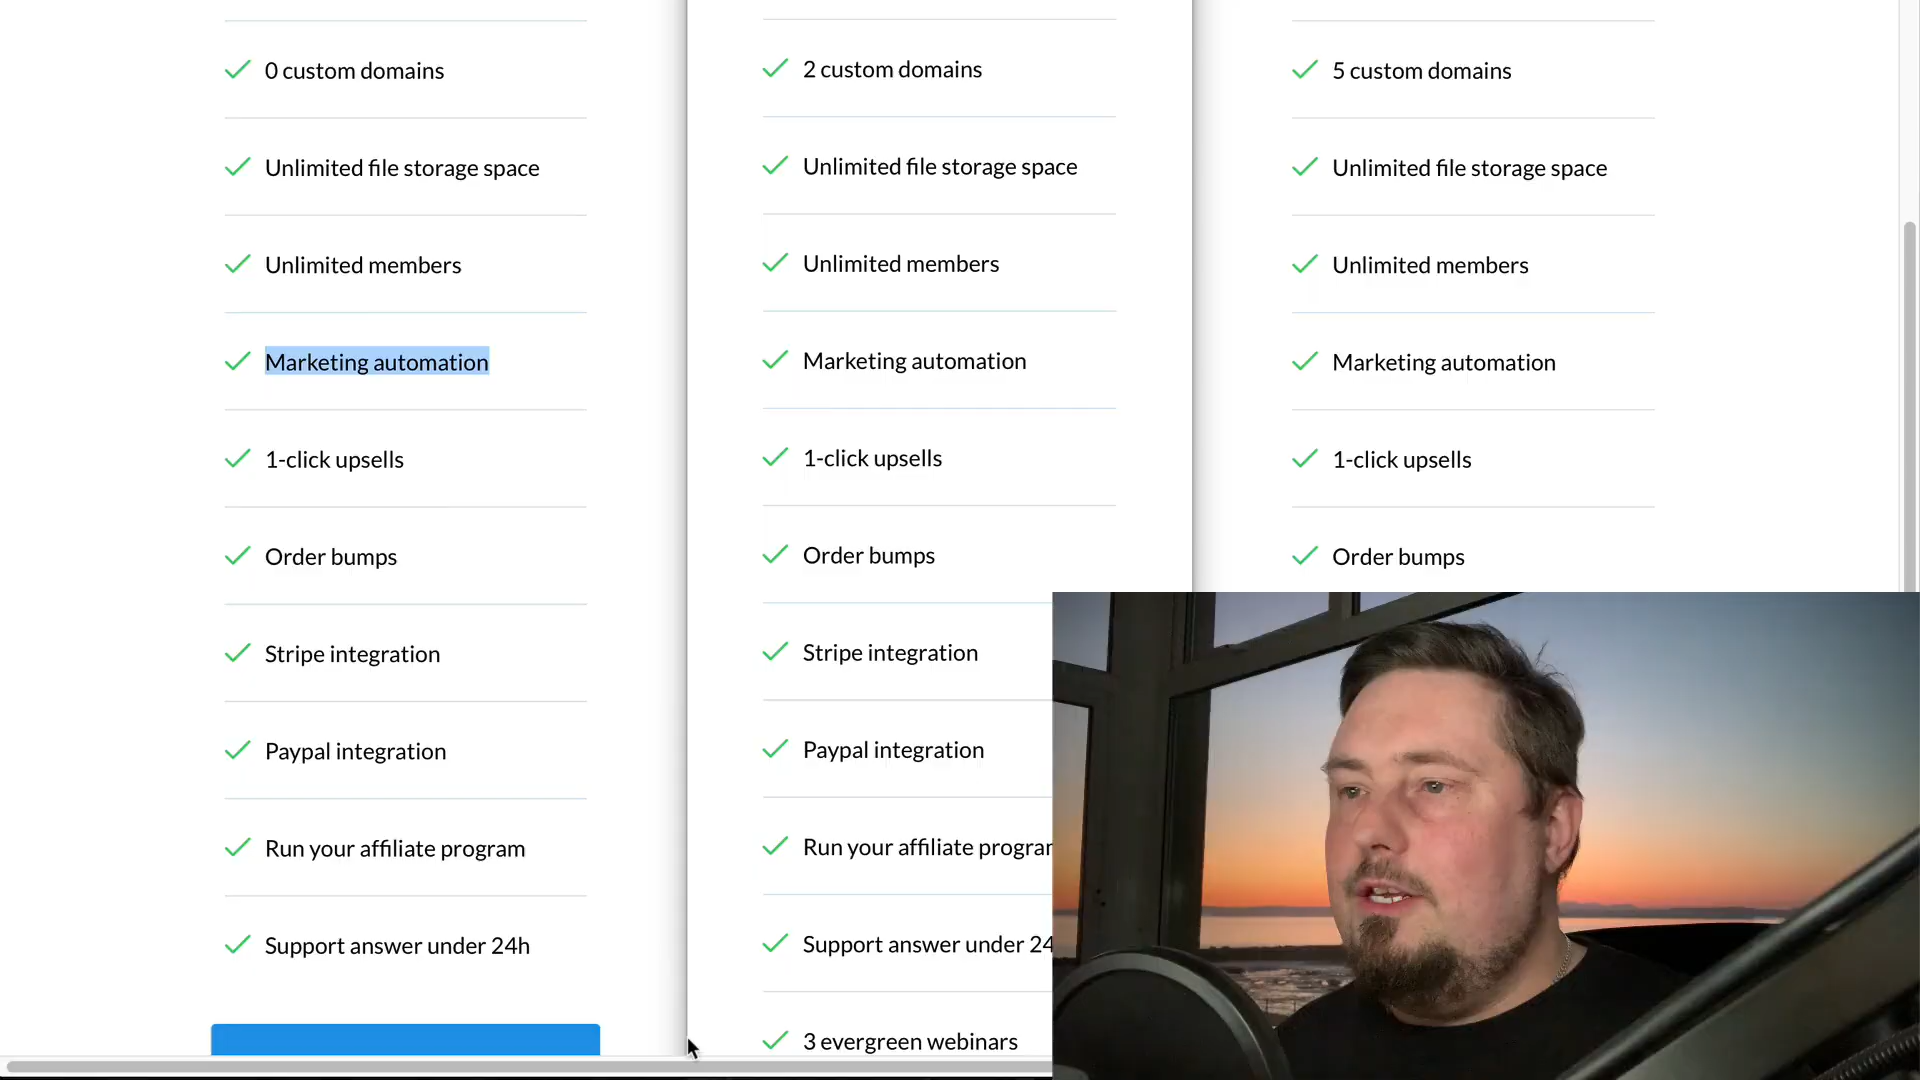 0 custom domains
Unlimited file storage space
Unlimited members
Marketing automation
1-click upsells
Order bumps
Stripe integration
Paypal integration
Run your affiliate program
Support answer under 24h
2 custom domains
Unlimited file storage space
Unlimited members
Marketing automation
1-click upsells
Order bumps
Stripe integration
Paypal integration
Run your affiliate progra
Support answer under 24
3 evergreen webinars
5 custom domains
Unlimited file storage space
Unlimited members
Marketing automation
1-click upsells
Order bumps